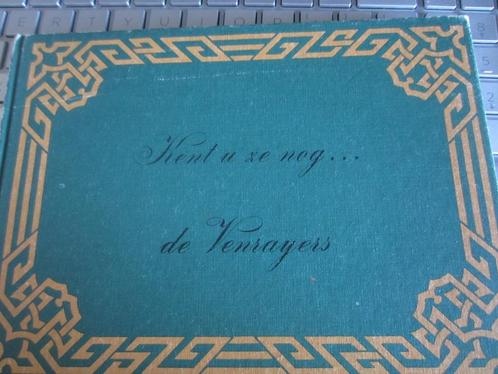 Kent u ze nog...
de Venrayers